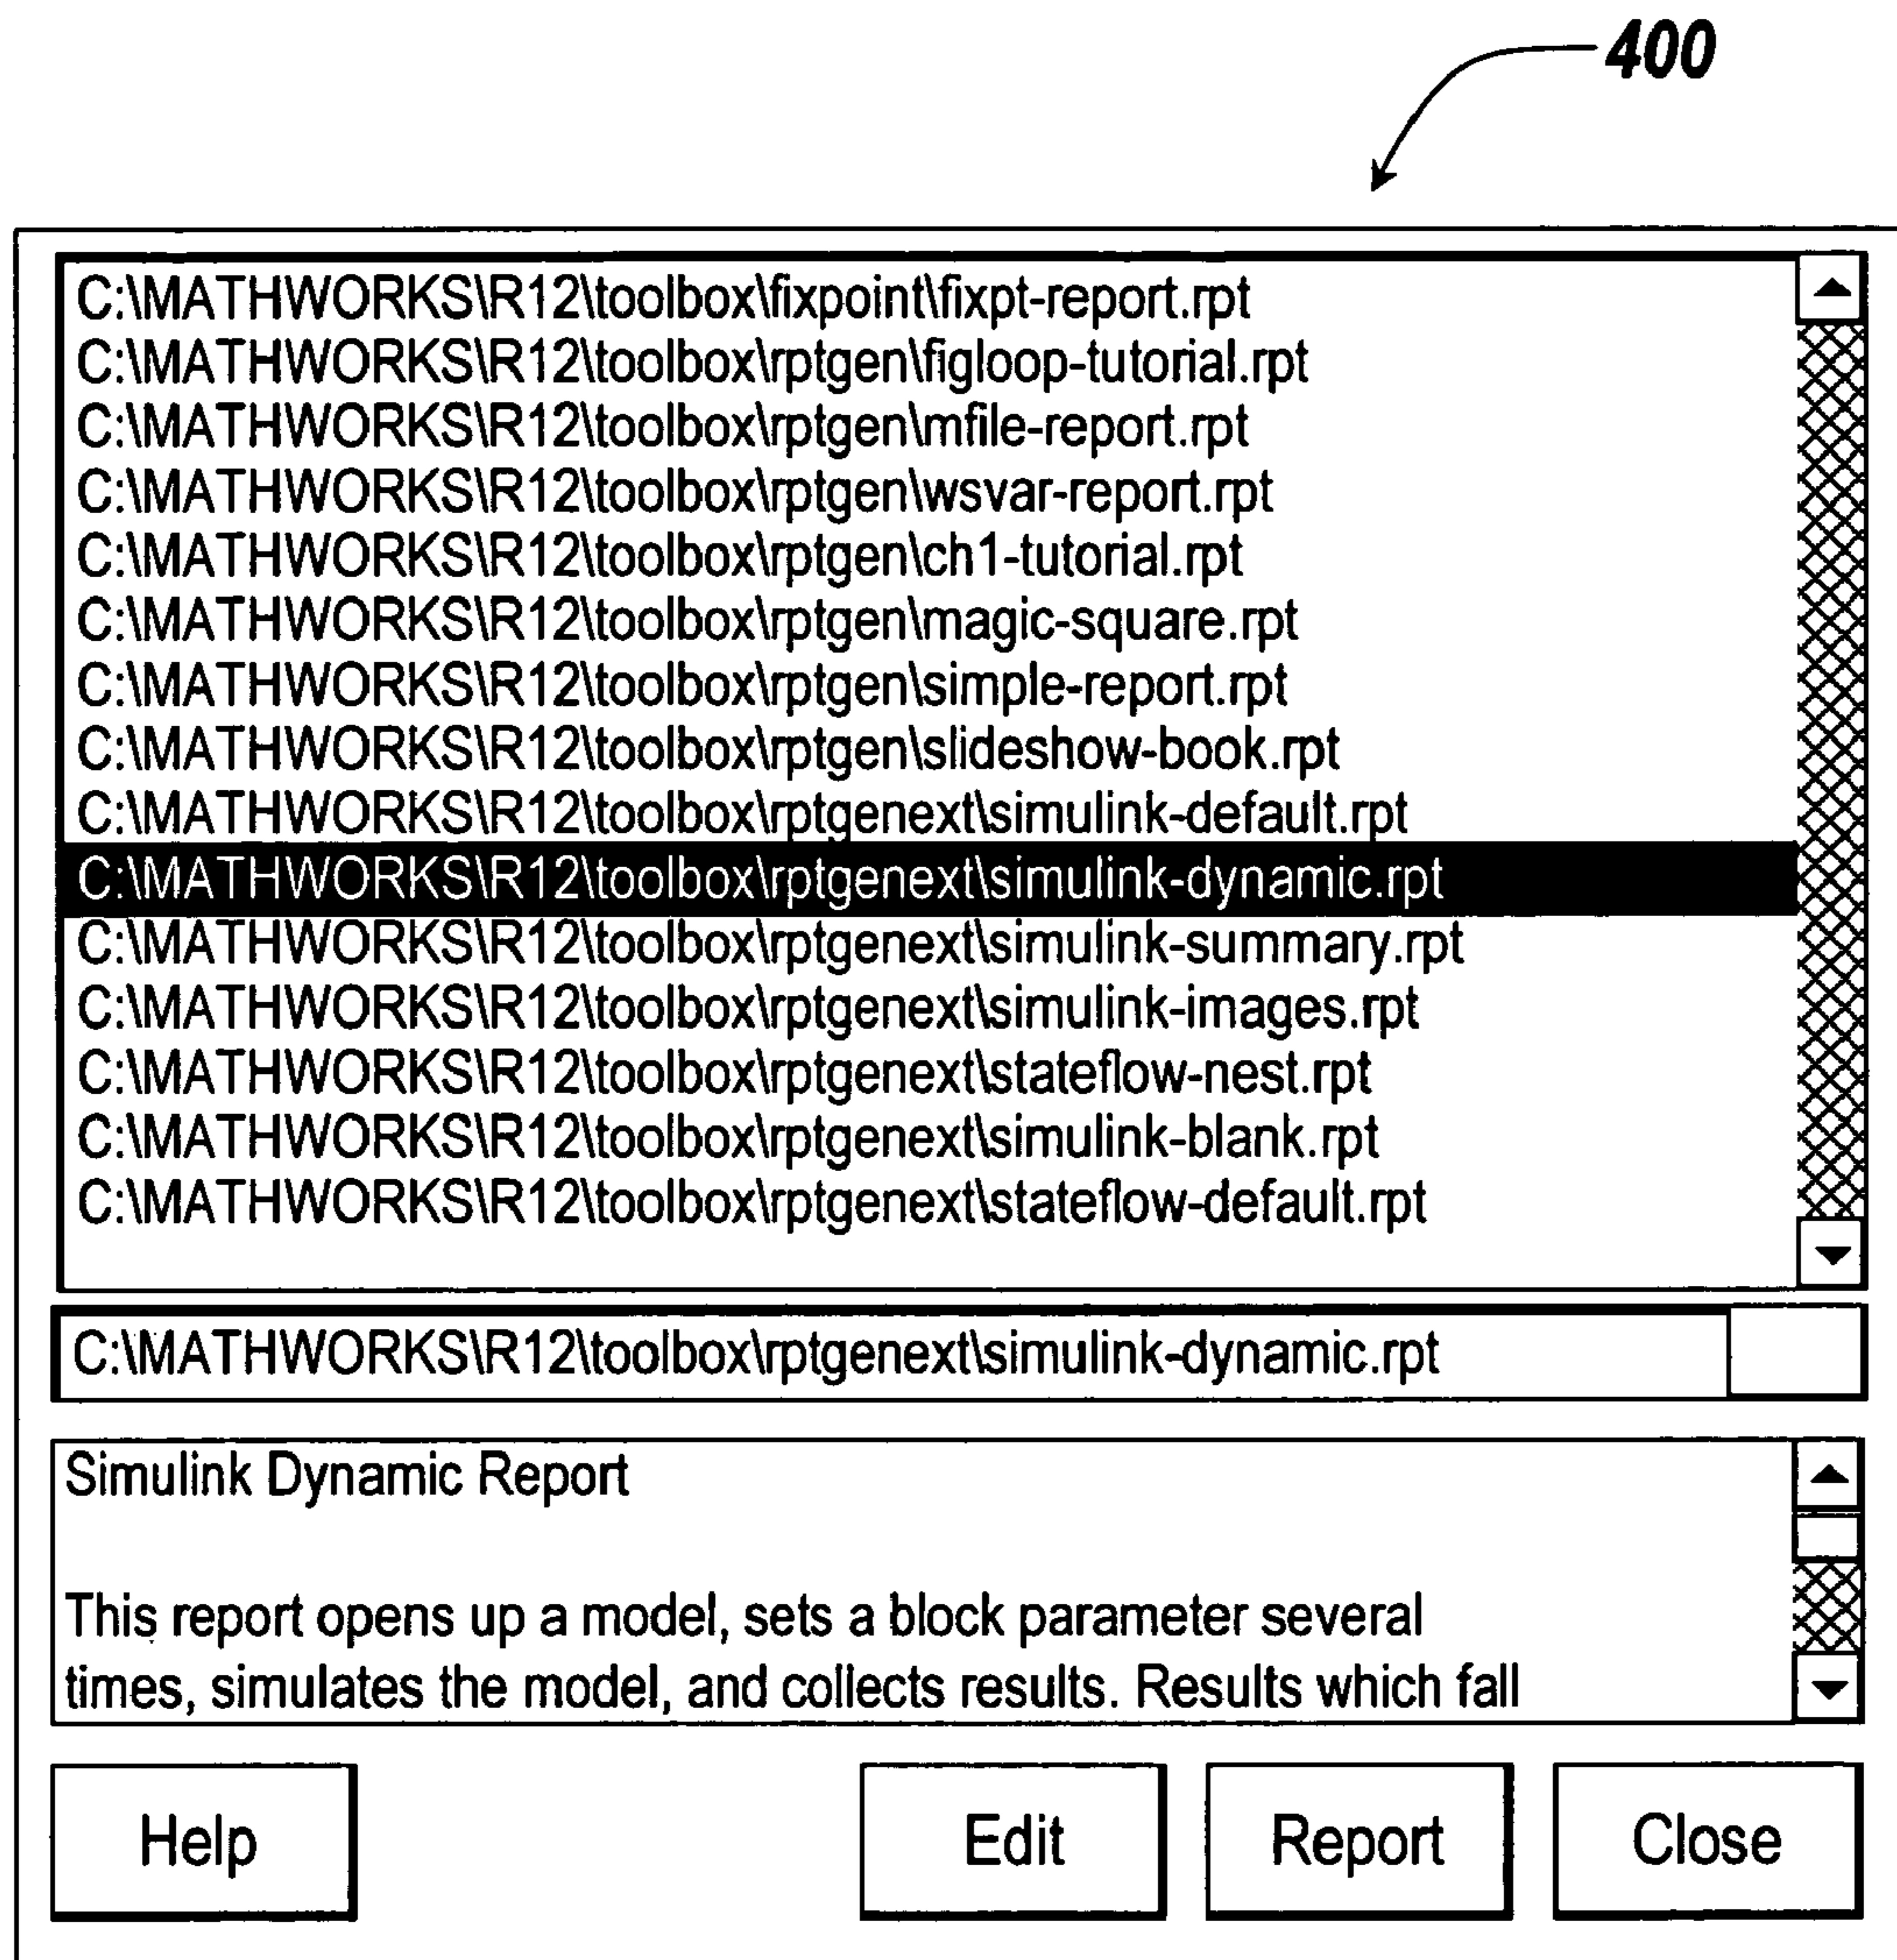 400
C:\MATHWORKS\R12\toolbox\fixpoint\fixpt-report.rpt
C:\MATHWORKS\R12\toolbox\rptgen\figloop-tutorial.rpt
C:\MATHWORKS\R12\toolbox\rptgen\mfile-report.rpt
C:\MATHWORKS\R12\toolbox\rptgen\wsvar-report.rpt
C:\MATHWORKS\R12\toolbox\rptgen\ch1-tutorial.rpt
C:\MATHWORKS\R12\toolbox\rptgen\magic-square.rpt
C:\MATHWORKS\R12\toolbox\rptgen\simple-report.rpt
C:\MATHWORKS\R12\toolbox\rptgen\slideshow-book.rpt
C:\MATHWORKS\R12\toolbox\rptgenext\simulink-default.rpt
C:\MATHWORKS\R12\toolbox\rptgenext\simulink-dynamic.rpt
C:\MATHWORKS\R12\toolbox\rptgenext\simulink-summary.rpt
C:\MATHWORKS\R12\toolbox\rptgenext\simulink-images.rpt
C:\MATHWORKS\R12\toolbox\rptgenext\stateflow-nest.rpt
C:\MATHWORKS\R12\toolbox\rptgenext\simulink-blank.rpt
C:\MATHWORKS\R12\toolbox\rptgenext\stateflow-default.rpt
C:\MATHWORKS\R12\toolbox\rptgenext\simulink-dynamic.rpt
Simulink Dynamic Report
This report opens up a model, sets a block parameter several
times, simulates the model, and collects results. Results which fall
Help Edit Report Close